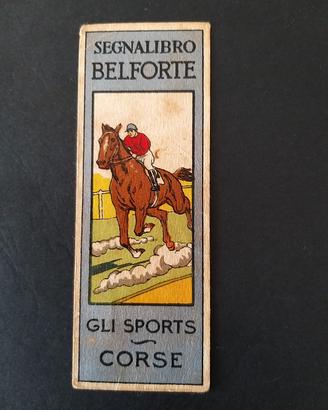 SEGNALIBRO
BELFORTE
GLI SPORTS
CORSE